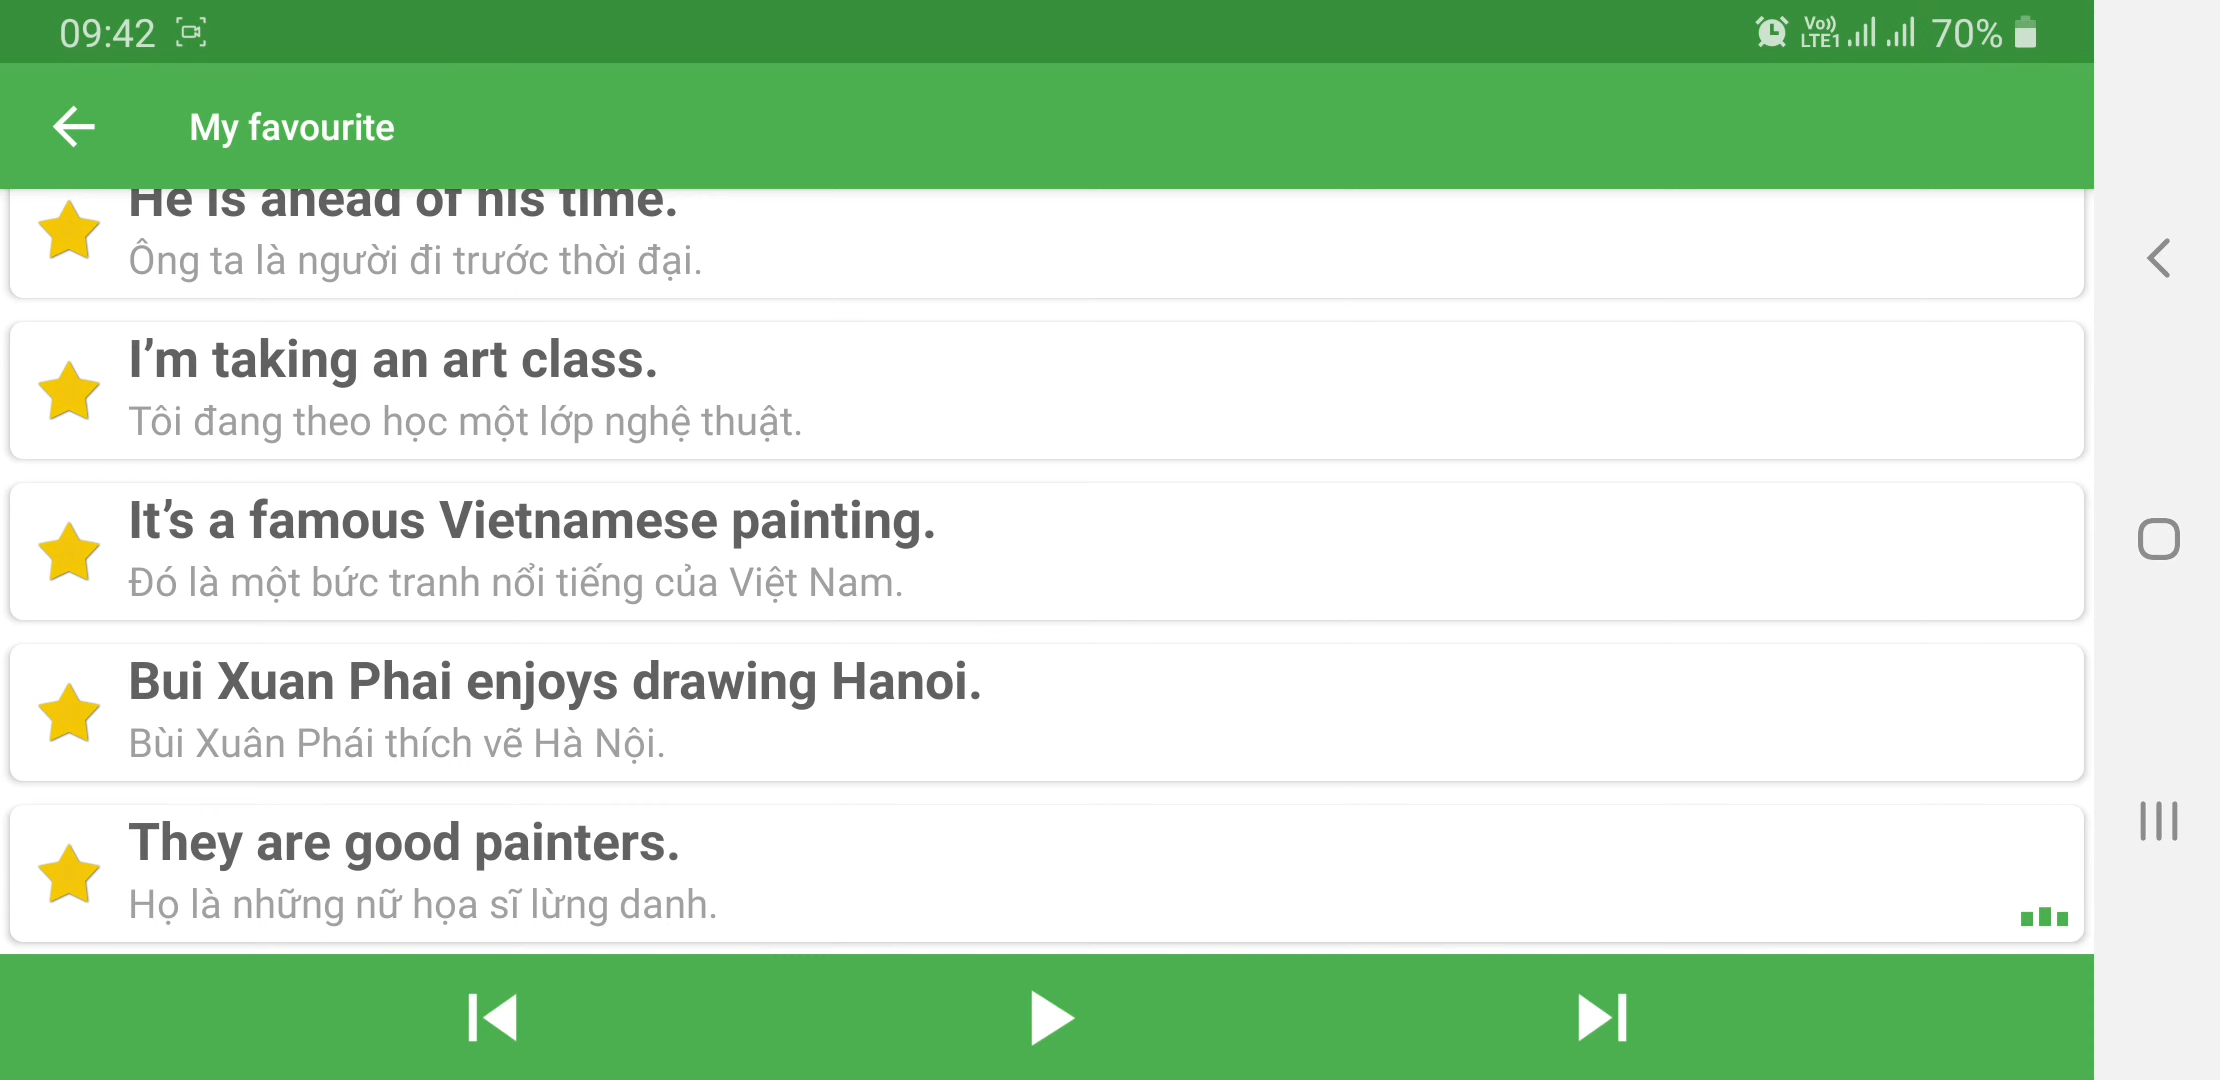 09:42
Vo)) LTE1 70%
My favourite
He is ahead of his time.
Ông ta là người đi trước thời đại.
I’m taking an art class.
Tôi đang theo học một lớp nghệ thuật.
It’s a famous Vietnamese painting.
Đó là một bức tranh nổi tiếng của Việt Nam.
Bui Xuan Phai enjoys drawing Hanoi.
Bùi Xuân Phái thích vẽ Hà Nội.
They are good painters.
Họ là những nữ họa sĩ lừng danh.